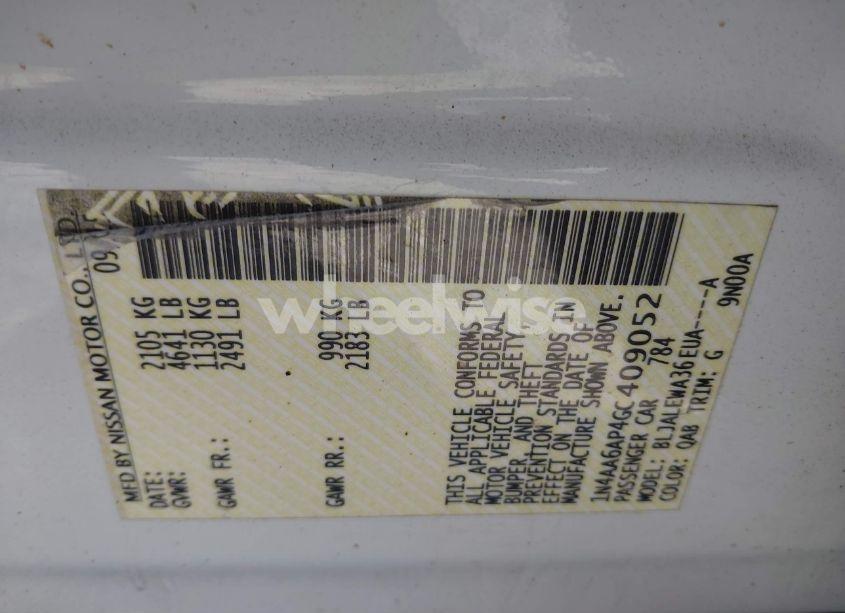 MFD BY NISSAN MOTOR CO., LTD.
DATE: 09
GVWR: 2105 KG
4641 LB
GAWR FR.: 1130 KG
2491 LB
GAWR RR.: 990 KG
2183 LB
THIS VEHICLE CONFORMS TO
ALL APPLICABLE FEDERAL
MOTOR VEHICLE SAFETY,
BUMPER, AND THEFT
PREVENTION STANDARDS IN
EFFECT ON THE DATE OF
MANUFACTURE SHOWN ABOVE.
1N4AA6AP4GC409052
PASSENGER CAR 784
MODEL: BLJALEWA36EUA----A
COLOR: QAB TRIM: G 9N00A
wheelwise